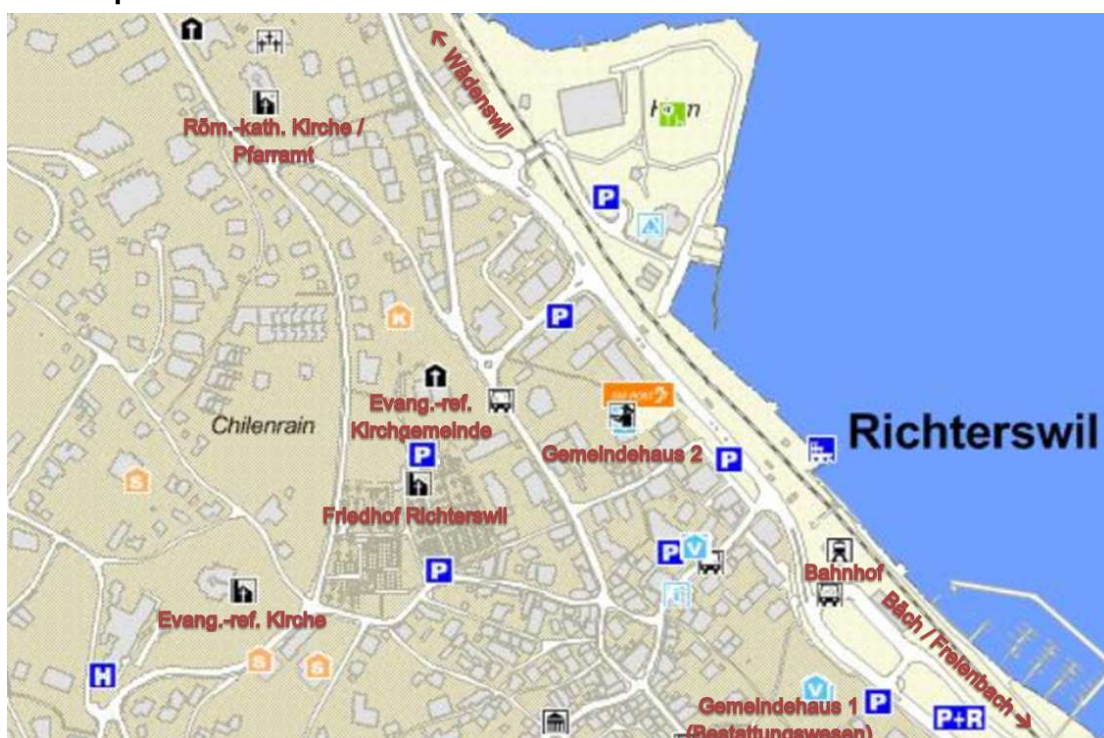 ← Wädenswil
Röm.-kath. Kirche /
Pfarramt
P
K
P
Evang.-ref.
Kirchgemeinde
Chilenrain
Richterswil
Gemeindehaus 2
P
P
S
Friedhof Richterswil
P
V
P
Bahnhof
Evang.-ref. Kirche
Bäch / Freienbach →
S
S
H
V
Gemeindehaus 1
P
P+R
(Bestattungswesen)